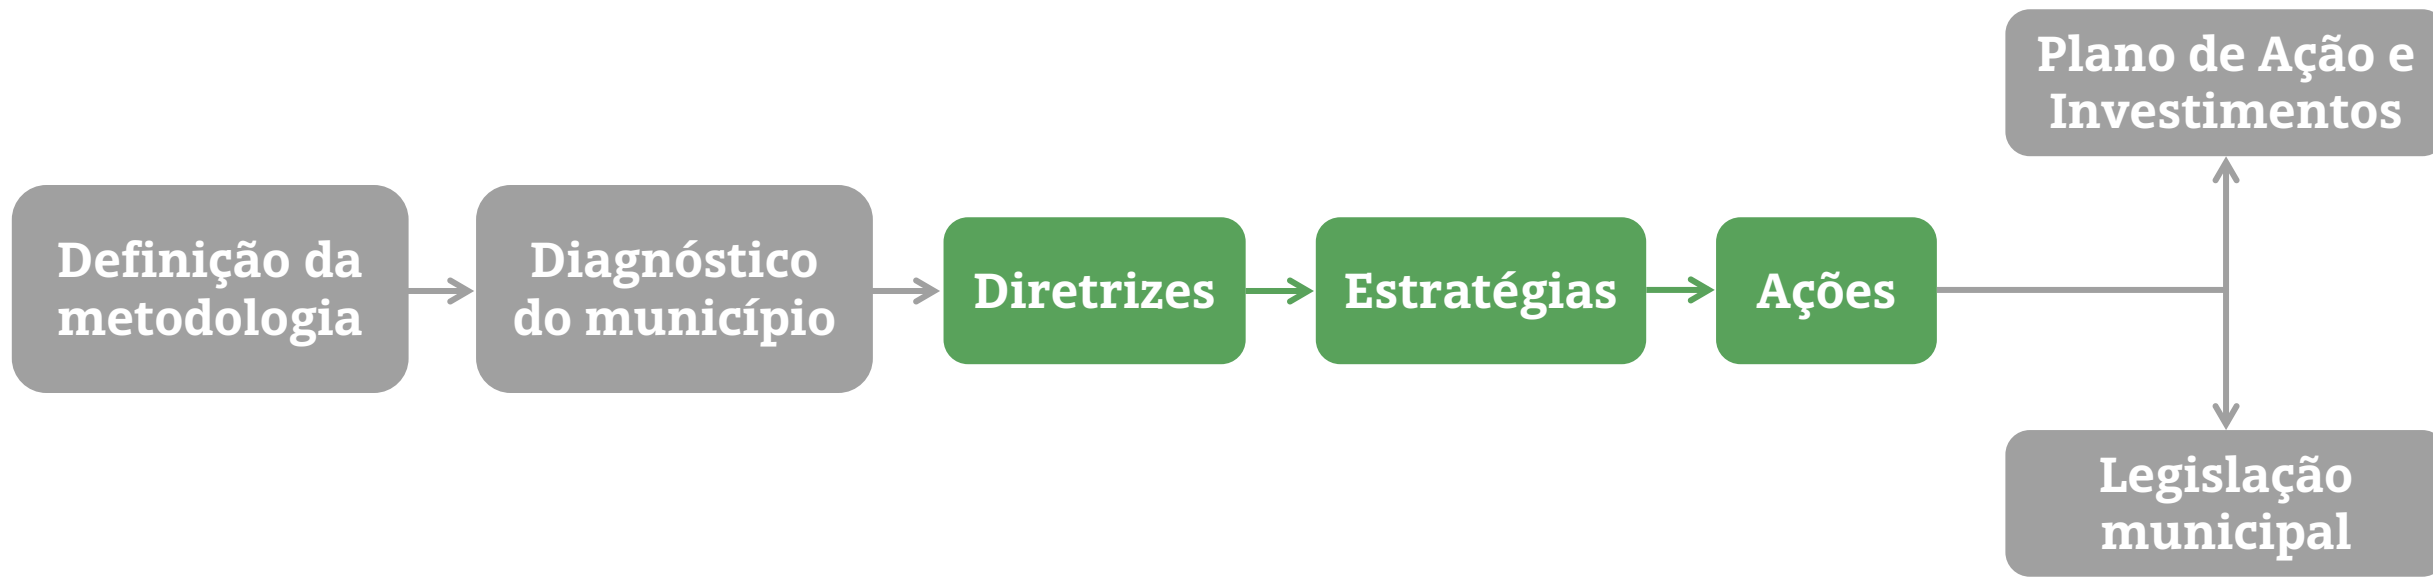 Definição da
metodologia
Diagnóstico
do município
Diretrizes
Estratégias
Ações
Plano de Ação e
Investimentos
Legislação
municipal